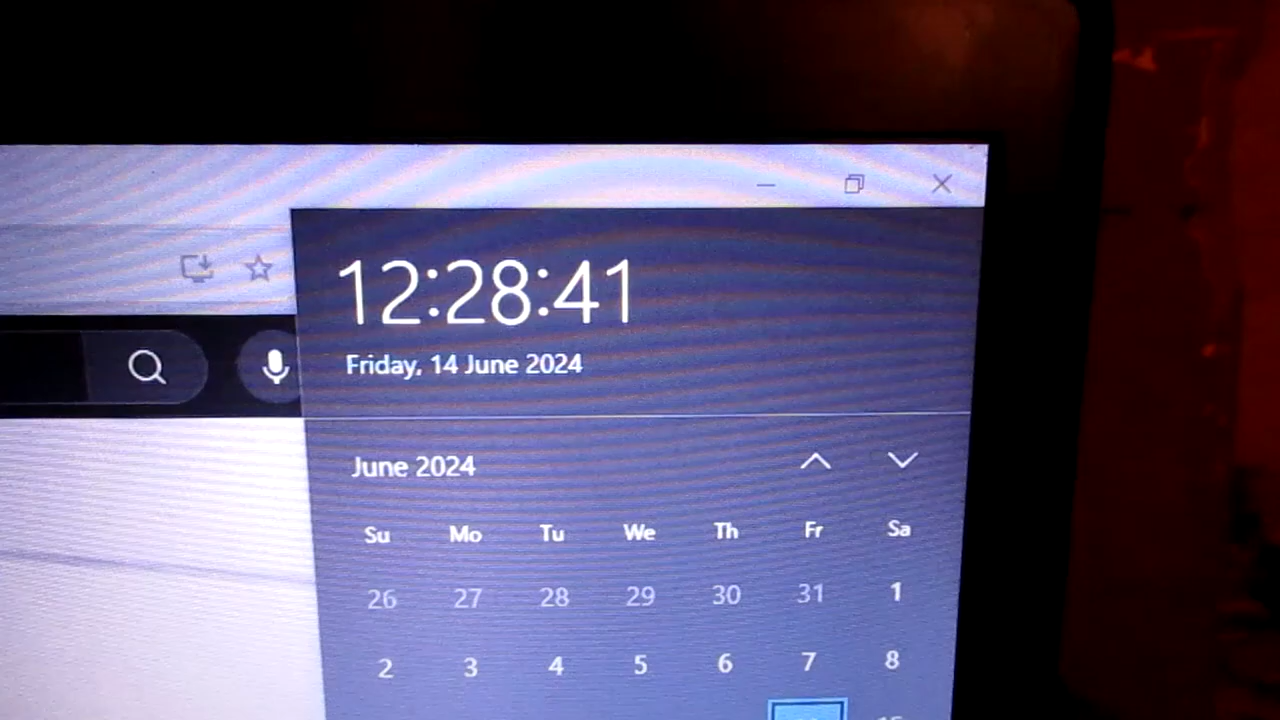 12:28:41
Friday, 14 June 2024
June 2024
Su Mo Tu We Th Fr Sa
26 27 28 29 30 31 1
2 3 4 5 6 7 8